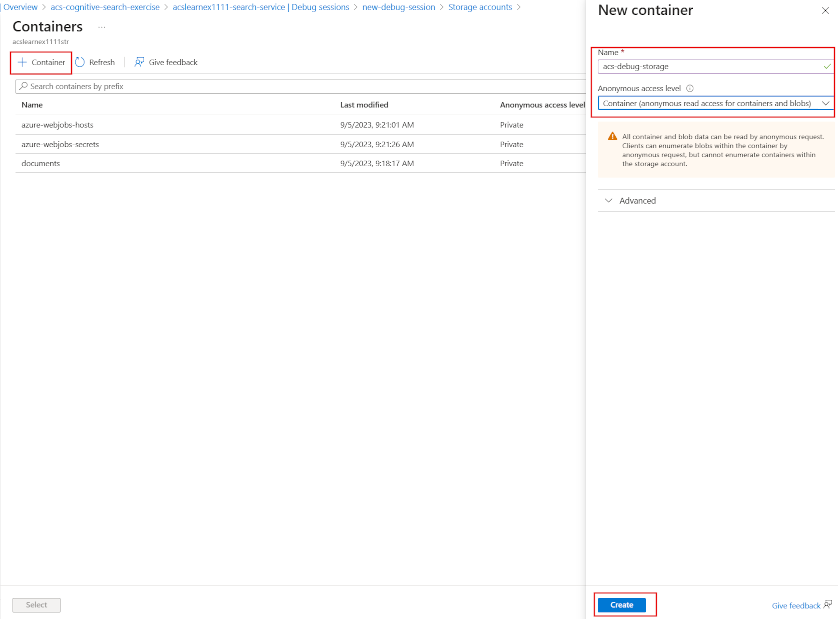 Overview > acs-cognitive-search-exercise > acslearnex1111-search-service | Debug sessions > new-debug-session > Storage accounts >
Containers ...
acslearnex1111str
+ Container Refresh Give feedback
Search containers by prefix
Name Last modified Anonymous access level
azure-webjobs-hosts 9/5/2023, 9:21:01 AM Private
azure-webjobs-secrets 9/5/2023, 9:21:26 AM Private
documents 9/5/2023, 9:18:17 AM Private
Select
New container
Name *
acs-debug-storage
Anonymous access level
Container (anonymous read access for containers and blobs)
All container and blob data can be read by anonymous request.
Clients can enumerate blobs within the container by
anonymous request, but cannot enumerate containers within
the storage account.
Advanced
Create
Give feedback